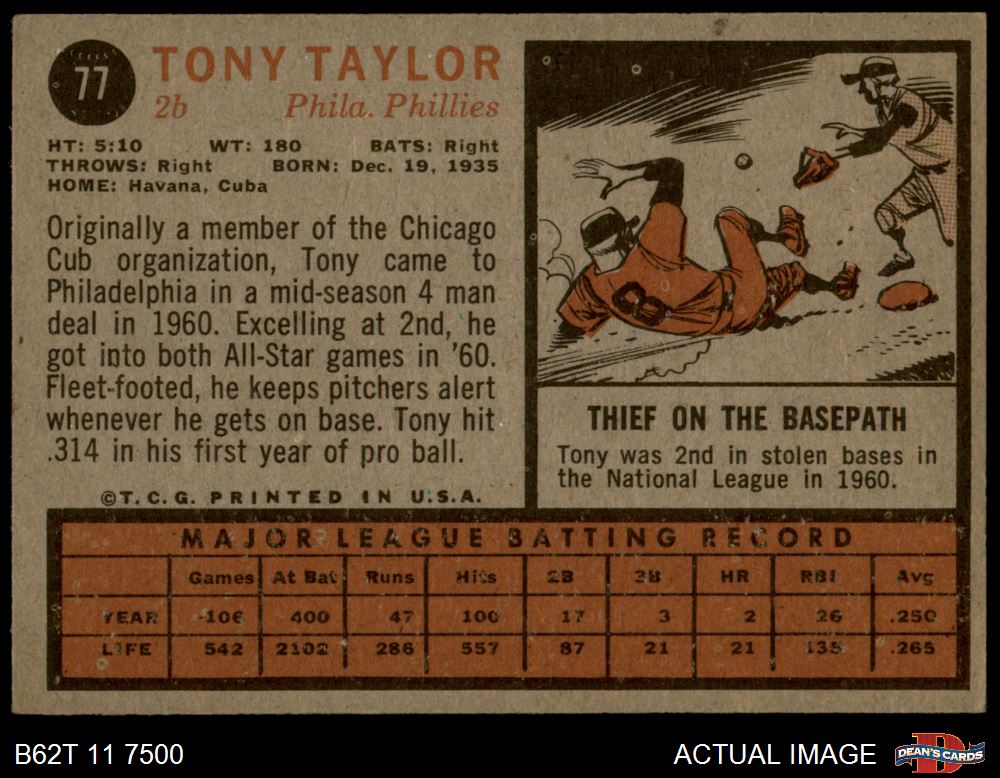 77
TONY TAYLOR
2b Phila. Phillies
HT: 5:10 WT: 180 BATS: Right
THROWS: Right BORN: Dec. 19, 1935
HOME: Havana, Cuba
Originally a member of the Chicago
Cub organization, Tony came to
Philadelphia in a mid-season 4 man
deal in 1960. Excelling at 2nd, he
got into both All-Star games in '60.
Fleet-footed, he keeps pitchers alert
whenever he gets on base. Tony hit
.314 in his first year of pro ball.
©T.C.G. PRINTED IN U.S.A.
8
THIEF ON THE BASEPATH
Tony was 2nd in stolen bases in
the National League in 1960.
MAJOR LEAGUE BATTING RECORD
Games At Bat Runs Hits 2B 3B HR RBI Avg
YEAR 106 400 47 100 17 3 2 26 .250
LIFE 542 2102 286 557 87 21 21 135 .265
B62T 11 7500
ACTUAL IMAGE
D
DEAN'S CARDS